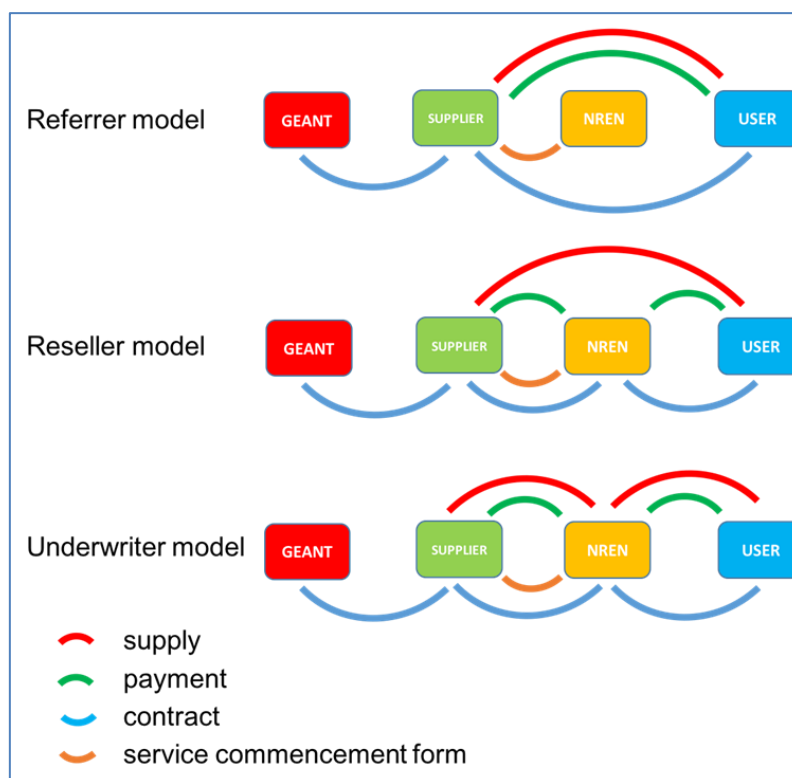 Referrer model
GEANT SUPPLIER NREN USER
Reseller model
GEANT SUPPLIER NREN USER
Underwriter model
GEANT SUPPLIER NREN USER
supply
payment
contract
service commencement form